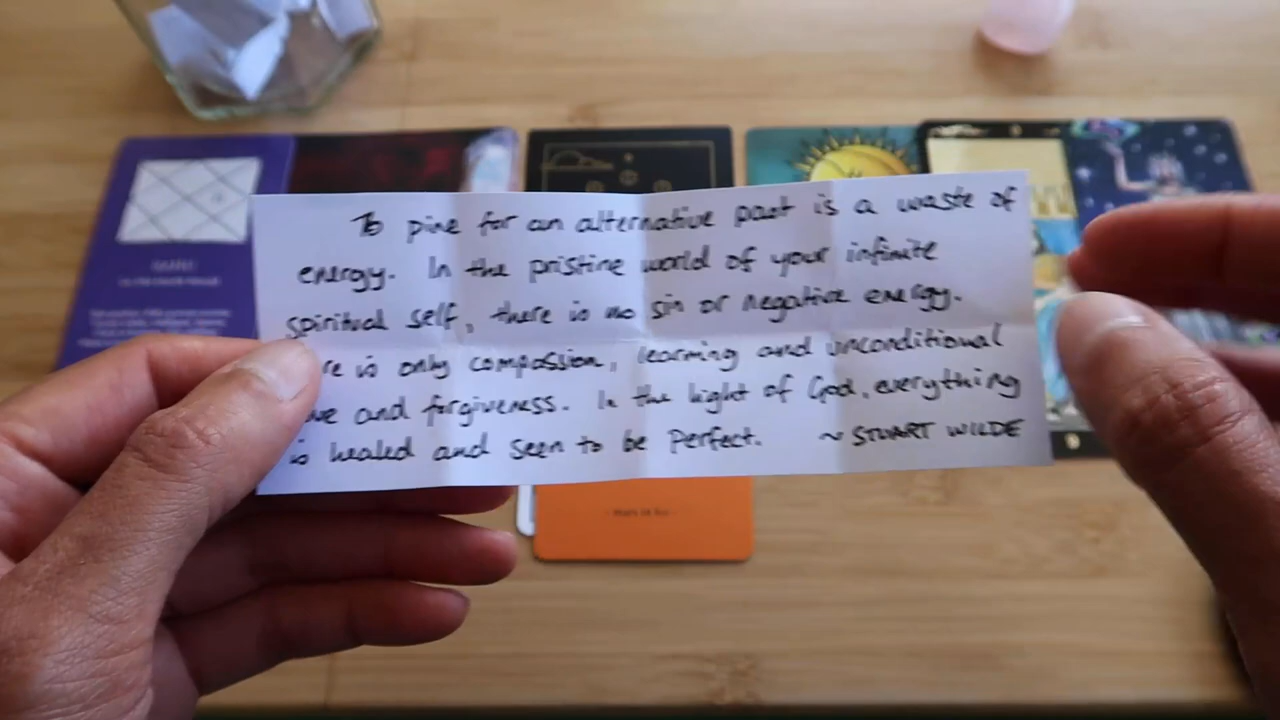 To pine for an alternative past is a waste of
energy. In the pristine world of your infinite
spiritual self, there is no sin or negative energy.
re is only compassion, learning and unconditional
ve and forgiveness. In the light of God, everything
is healed and seen to be Perfect. ~ STUART WILDE